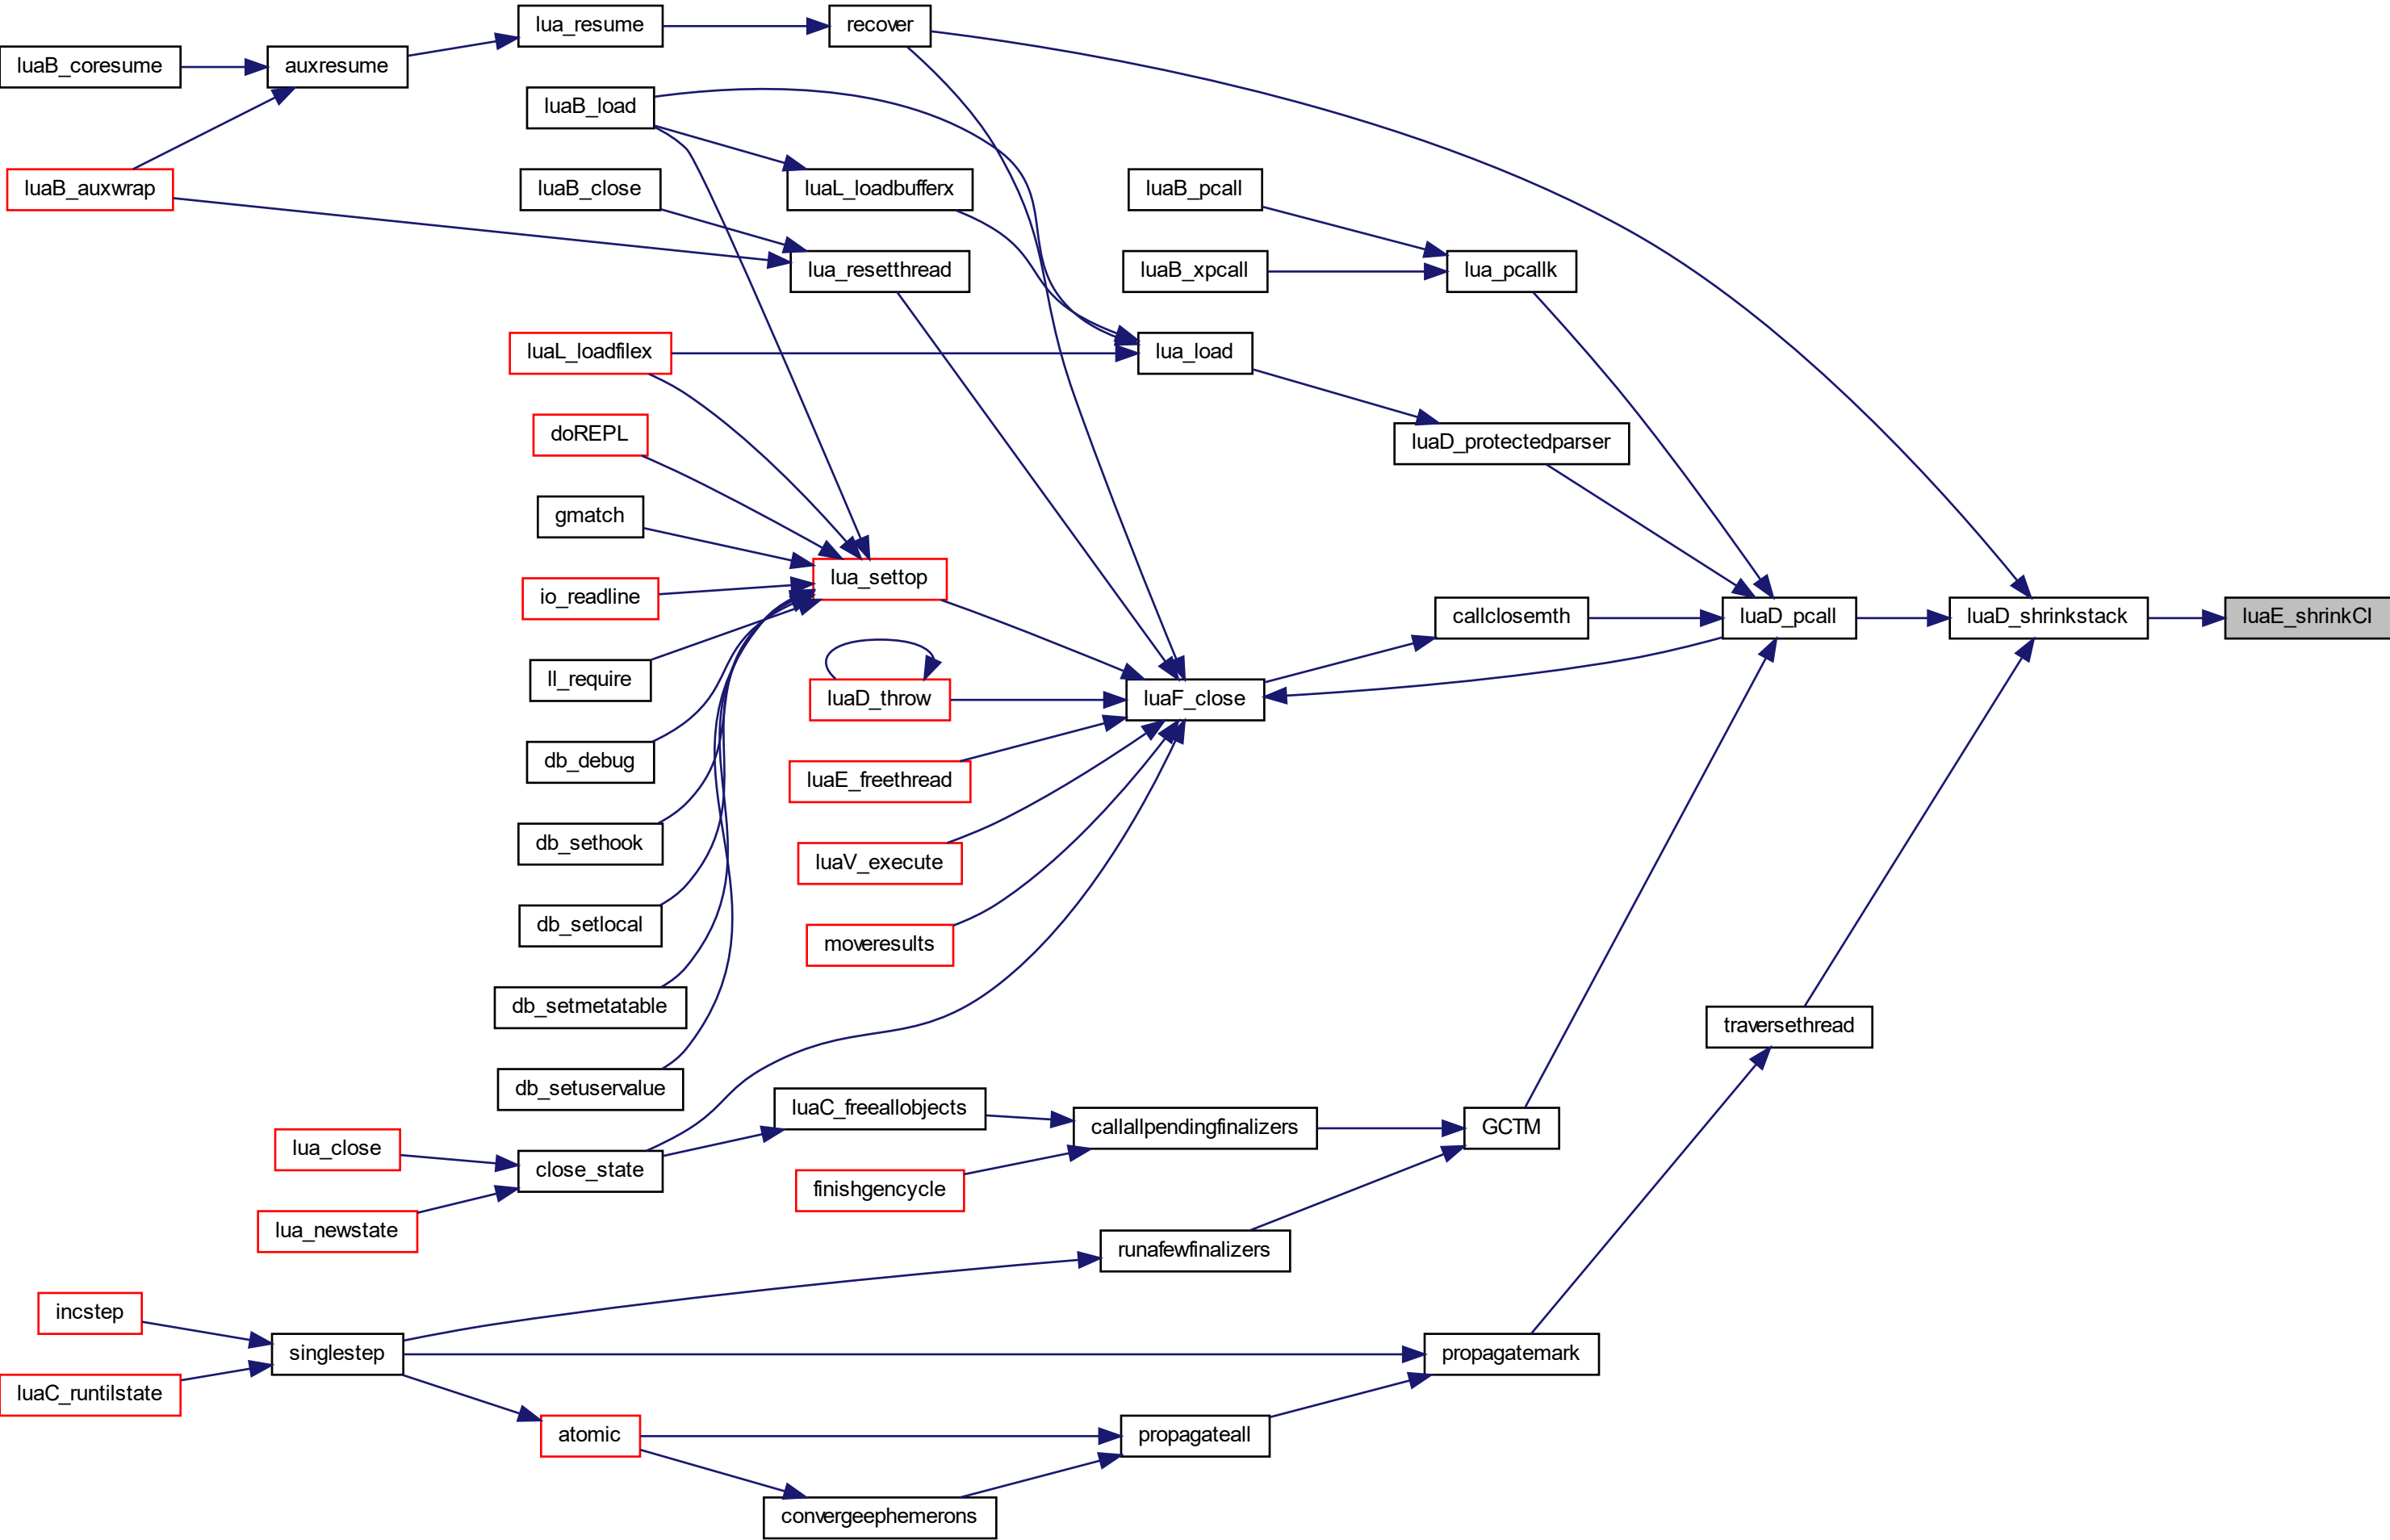 lua_resume
recover
luaB_coresume
auxresume
luaB_load
luaB_auxwrap
luaB_close
luaL_loadbufferx
luaB_pcall
lua_resetthread
luaB_xpcall
lua_pcallk
luaL_loadfilex
lua_load
doREPL
luaD_protectedparser
gmatch
lua_settop
io_readline
callclosemth
luaD_pcall
luaD_shrinkstack
luaE_shrinkCI
ll_require
luaD_throw
luaF_close
db_debug
luaE_freethread
db_sethook
luaV_execute
db_setlocal
moveresults
db_setmetatable
traversethread
db_setuservalue
luaC_freeallobjects
callallpendingfinalizers
GCTM
lua_close
close_state
finishgencycle
lua_newstate
runafewfinalizers
incstep
singlestep
propagatemark
luaC_runtilstate
atomic
propagateall
convergeephemerons